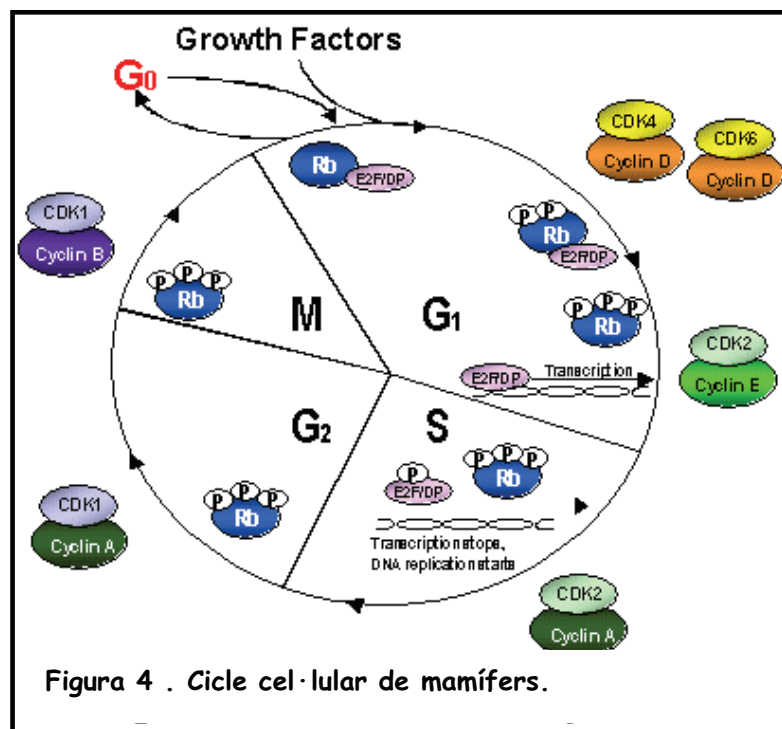 Growth Factors
G0
CDK4
Cyclin D
CDK6
Cyclin D
Rb
E2F/DP
CDK1
Cyclin B
P P
Rb
E2F/DP
P P P
Rb
P P P
Rb
M
G1
CDK2
Cyclin E
E2F/DP
Transcription
G2
S
P
E2F/DP
P P P
Rb
P P P
Rb
CDK1
Cyclin A
Transcription stops,
DNA replication starts
CDK2
Cyclin A
Figura 4 . Cicle cel·lular de mamífers.